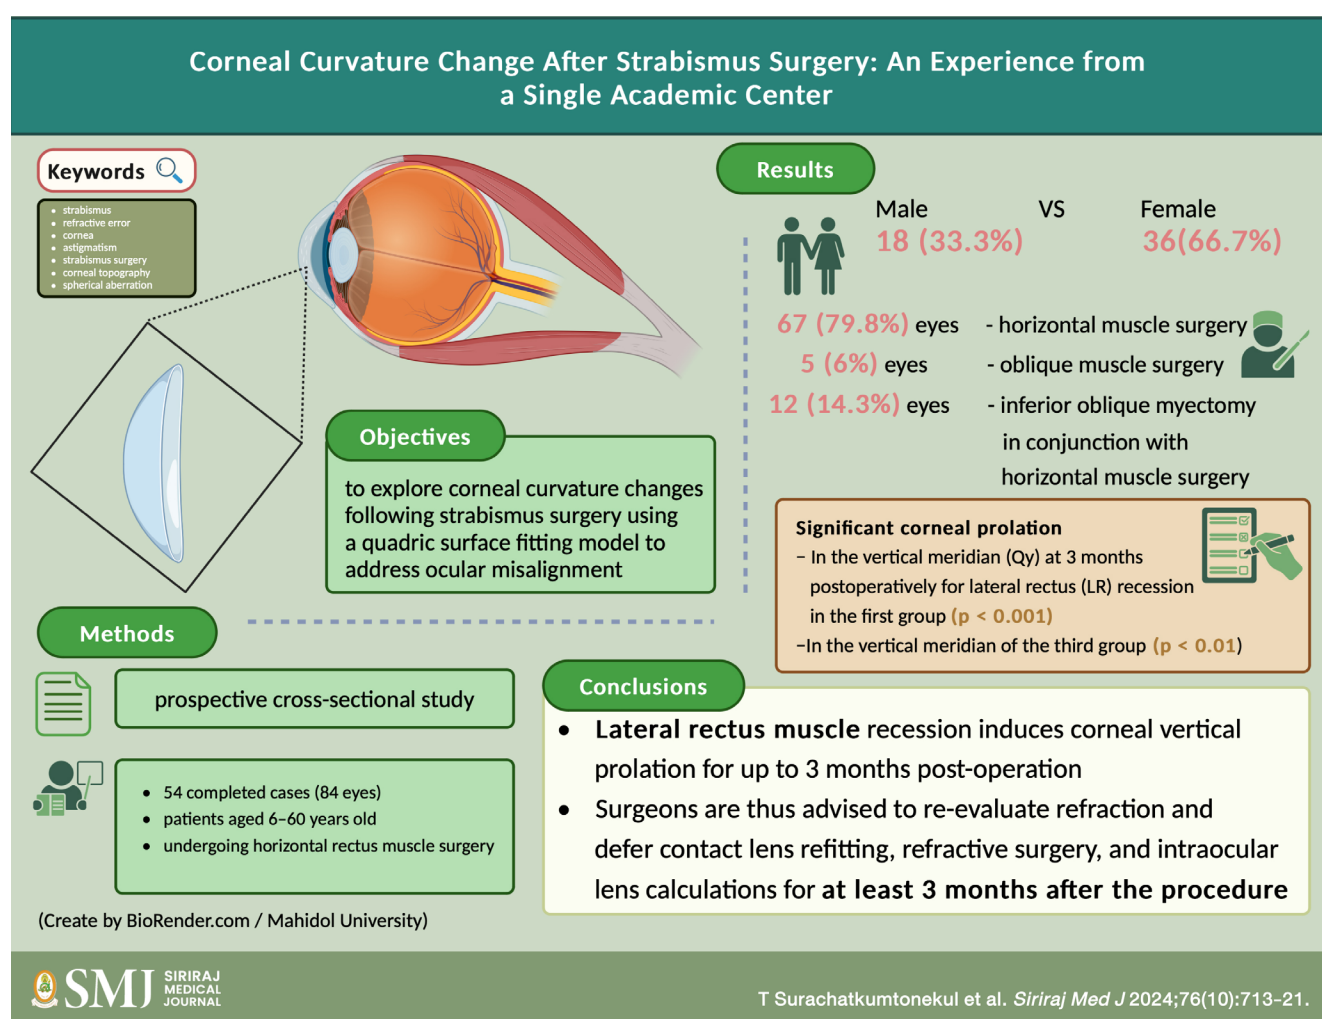 Corneal Curvature Change After Strabismus Surgery: An Experience from
a Single Academic Center
Keywords
• strabismus
• refractive error
• cornea
• astigmatism
• strabismus surgery
• corneal topography
• spherical aberration
Objectives
to explore corneal curvature changes
following strabismus surgery using
a quadric surface fitting model to
address ocular misalignment
Methods
prospective cross-sectional study
• 54 completed cases (84 eyes)
• patients aged 6–60 years old
• undergoing horizontal rectus muscle surgery
(Create by BioRender.com / Mahidol University)
Results
Male VS Female
18 (33.3%) 36(66.7%)
67 (79.8%) eyes - horizontal muscle surgery
5 (6%) eyes - oblique muscle surgery
12 (14.3%) eyes - inferior oblique myectomy
in conjunction with
horizontal muscle surgery
Significant corneal prolation
– In the vertical meridian (Qy) at 3 months
postoperatively for lateral rectus (LR) recession
in the first group (p < 0.001)
–In the vertical meridian of the third group (p < 0.01)
Conclusions
• Lateral rectus muscle recession induces corneal vertical
prolation for up to 3 months post-operation
• Surgeons are thus advised to re-evaluate refraction and
defer contact lens refitting, refractive surgery, and intraocular
lens calculations for at least 3 months after the procedure
SMJ
SIRIRAJ
MEDICAL
JOURNAL
T Surachatkumtonekul et al. Siriraj Med J 2024;76(10):713-21.